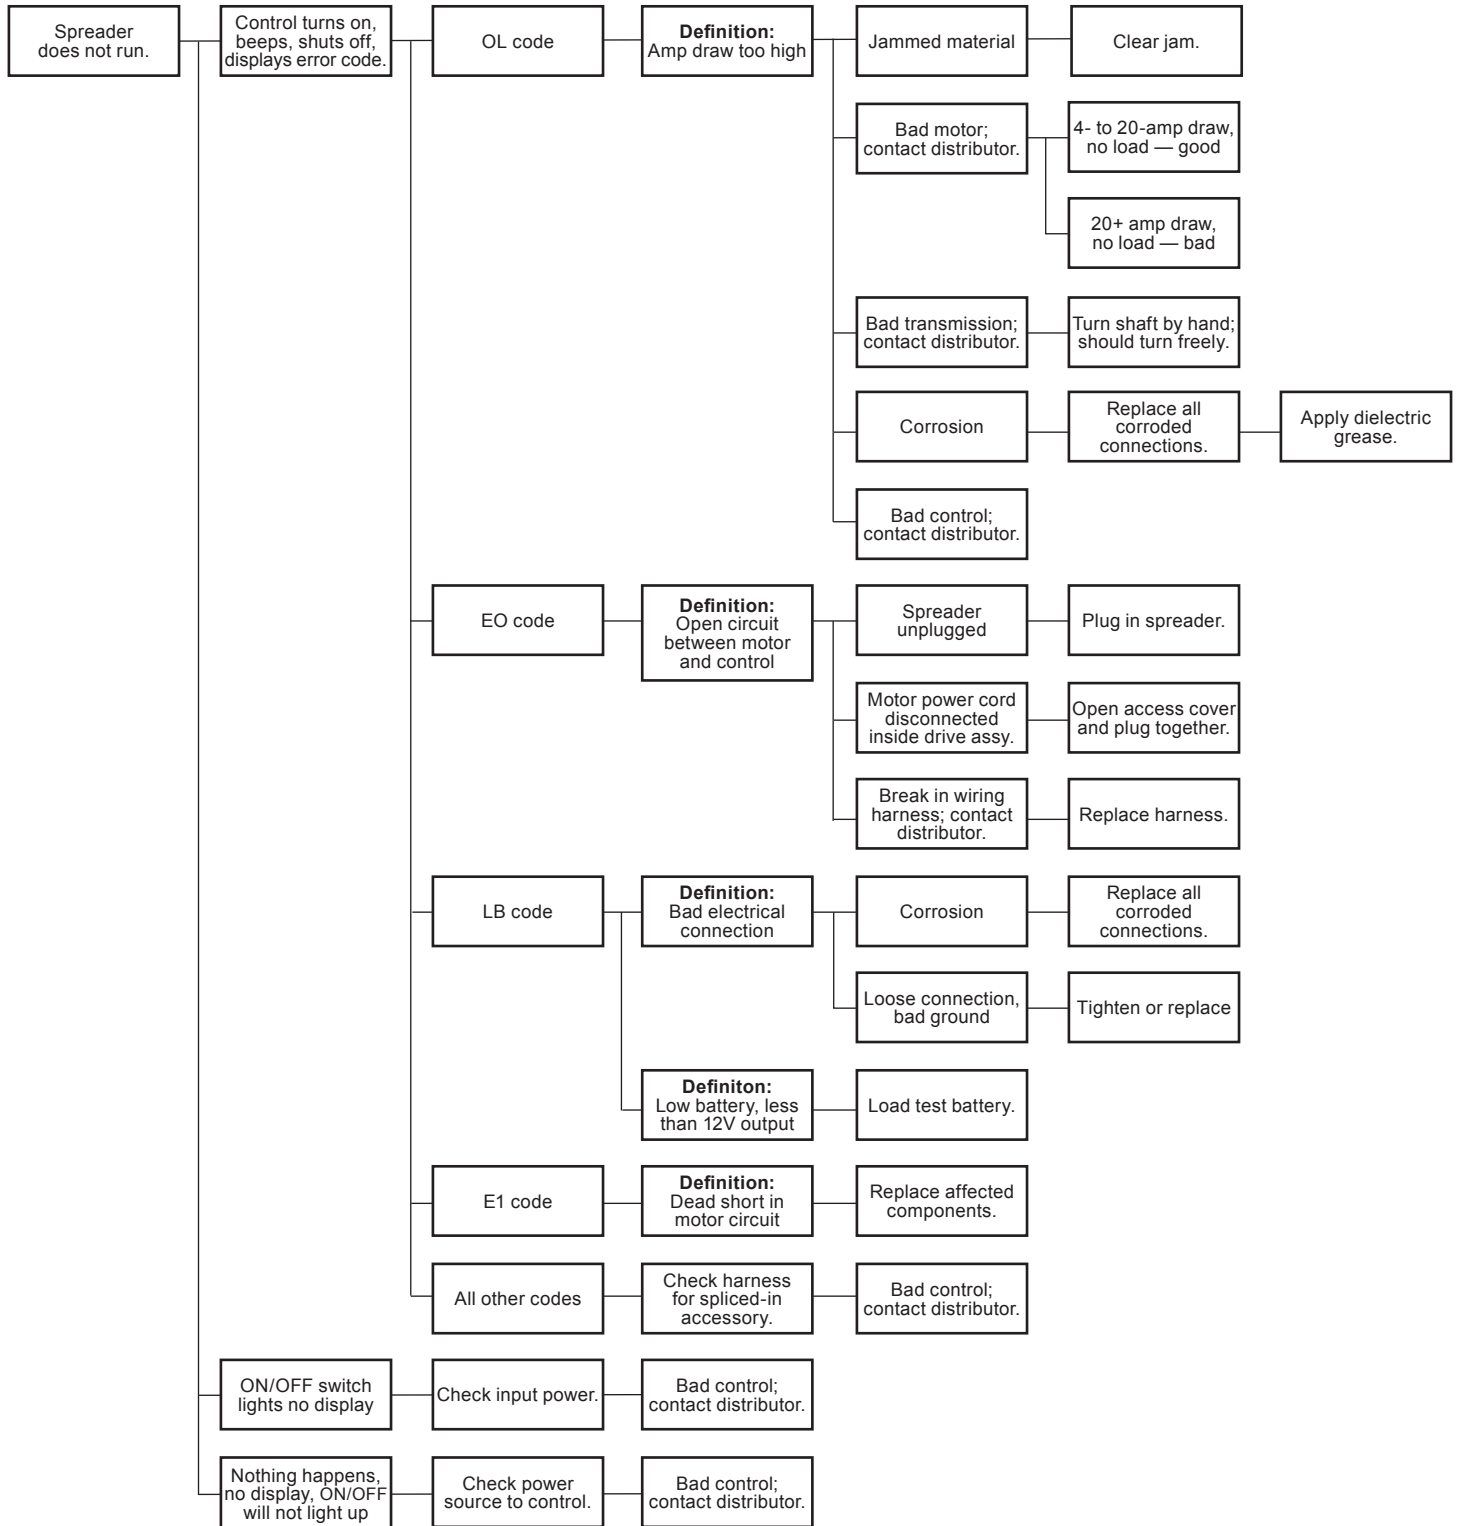 Spreader
does not run.
Control turns on,
beeps, shuts off,
displays error code.
OL code
Definition:
Amp draw too high
Jammed material
Clear jam.
Bad motor;
contact distributor.
4- to 20-amp draw,
no load — good
20+ amp draw,
no load — bad
Bad transmission;
contact distributor.
Turn shaft by hand;
should turn freely.
Corrosion
Replace all
corroded
connections.
Apply dielectric
grease.
Bad control;
contact distributor.
EO code
Definition:
Open circuit
between motor
and control
Spreader
unplugged
Plug in spreader.
Motor power cord
disconnected
inside drive assy.
Open access cover
and plug together.
Break in wiring
harness; contact
distributor.
Replace harness.
LB code
Definition:
Bad electrical
connection
Corrosion
Replace all
corroded
connections.
Loose connection,
bad ground
Tighten or replace
Definiton:
Low battery, less
than 12V output
Load test battery.
E1 code
Definition:
Dead short in
motor circuit
Replace affected
components.
All other codes
Check harness
for spliced-in
accessory.
Bad control;
contact distributor.
ON/OFF switch
lights no display
Check input power.
Bad control;
contact distributor.
Nothing happens,
no display, ON/OFF
will not light up
Check power
source to control.
Bad control;
contact distributor.